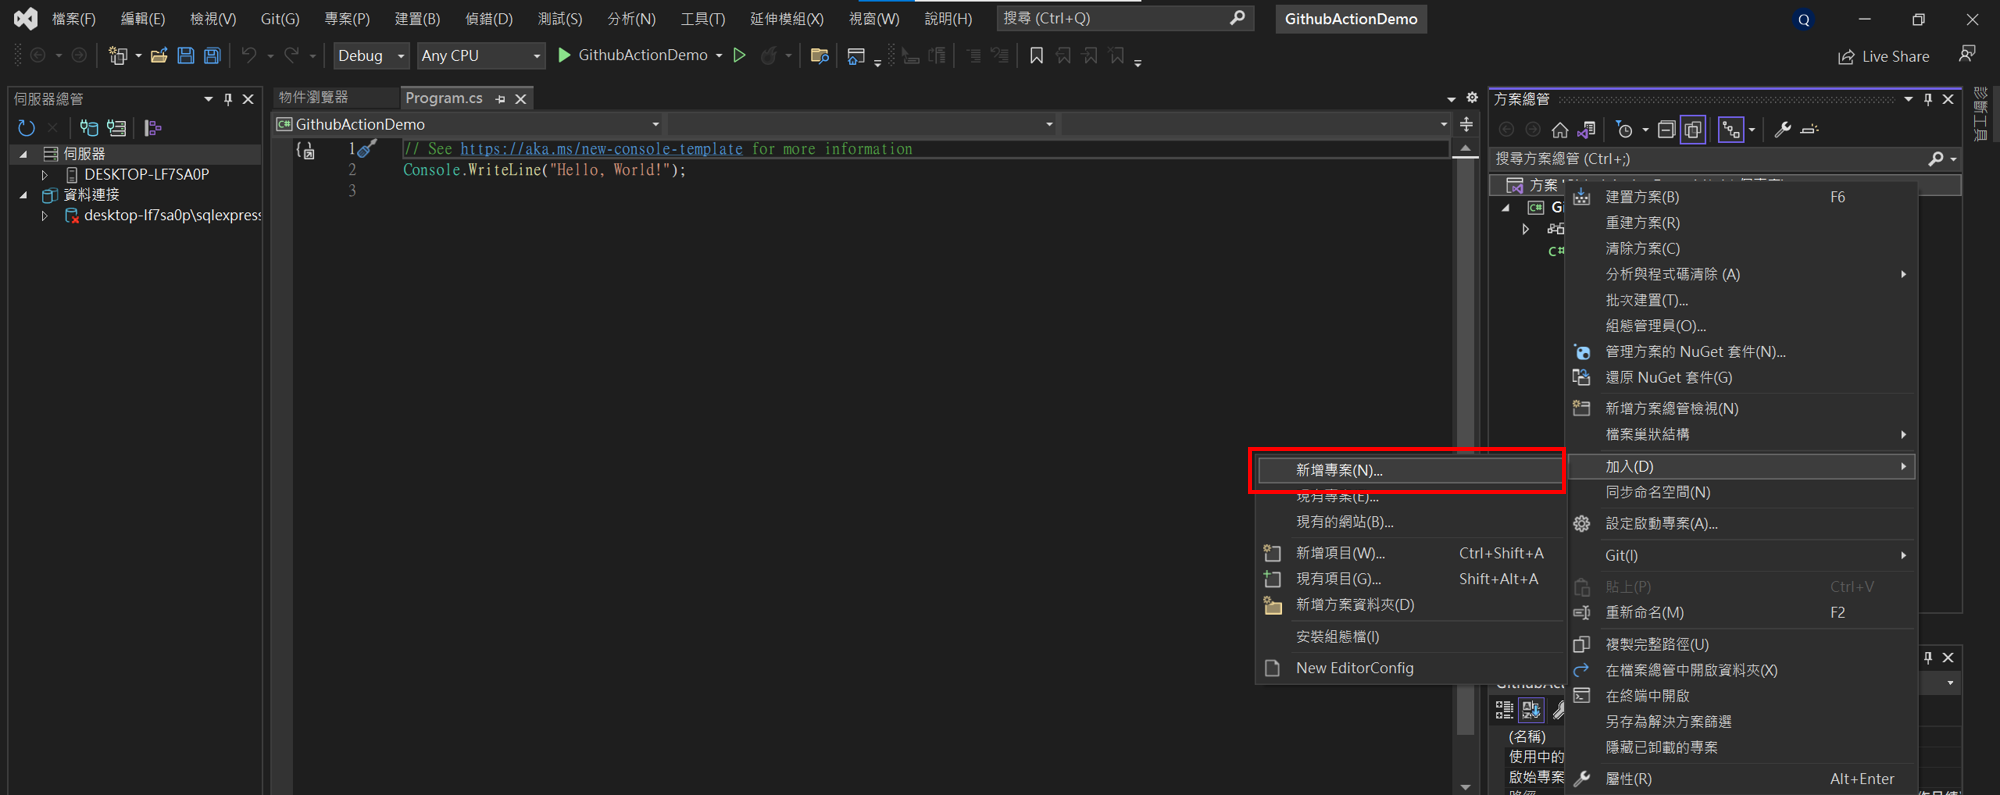 檔案(F) 編輯(E) 檢視(V) Git(G) 專案(P) 建置(B) 偵錯(D) 測試(S) 分析(N) 工具(T) 延伸模組(X) 視窗(W) 說明(H) 搜尋 (Ctrl+Q) GithubActionDemo Q
Debug Any CPU GithubActionDemo Live Share
伺服器總管
伺服器
DESKTOP-LF7SA0P
資料連接
desktop-lf7sa0p\sqlexpress
物件瀏覽器 Program.cs
GithubActionDemo
1 // See https://aka.ms/new-console-template for more information
2 Console.WriteLine("Hello, World!");
3
方案總管
搜尋方案總管 (Ctrl+;)
方案
Gi
診斷工具
建置方案(B) F6
重建方案(R)
清除方案(C)
分析與程式碼清除 (A)
批次建置(T)...
組態管理員(O)...
管理方案的 NuGet 套件(N)...
還原 NuGet 套件(G)
新增方案總管檢視(N)
檔案巢狀結構
加入(D)
同步命名空間(N)
設定啟動專案(A)...
Git(I)
貼上(P) Ctrl+V
重新命名(M) F2
複製完整路徑(U)
在檔案總管中開啟資料夾(X)
在終端中開啟
另存為解決方案篩選
隱藏已卸載的專案
屬性(R) Alt+Enter
新增專案(N)...
現有專案(E)...
現有的網站(B)...
新增項目(W)... Ctrl+Shift+A
現有項目(G)... Shift+Alt+A
新增方案資料夾(D)
安裝組態檔(I)
New EditorConfig
GithubAct
(名稱)
使用中的
啟始專案